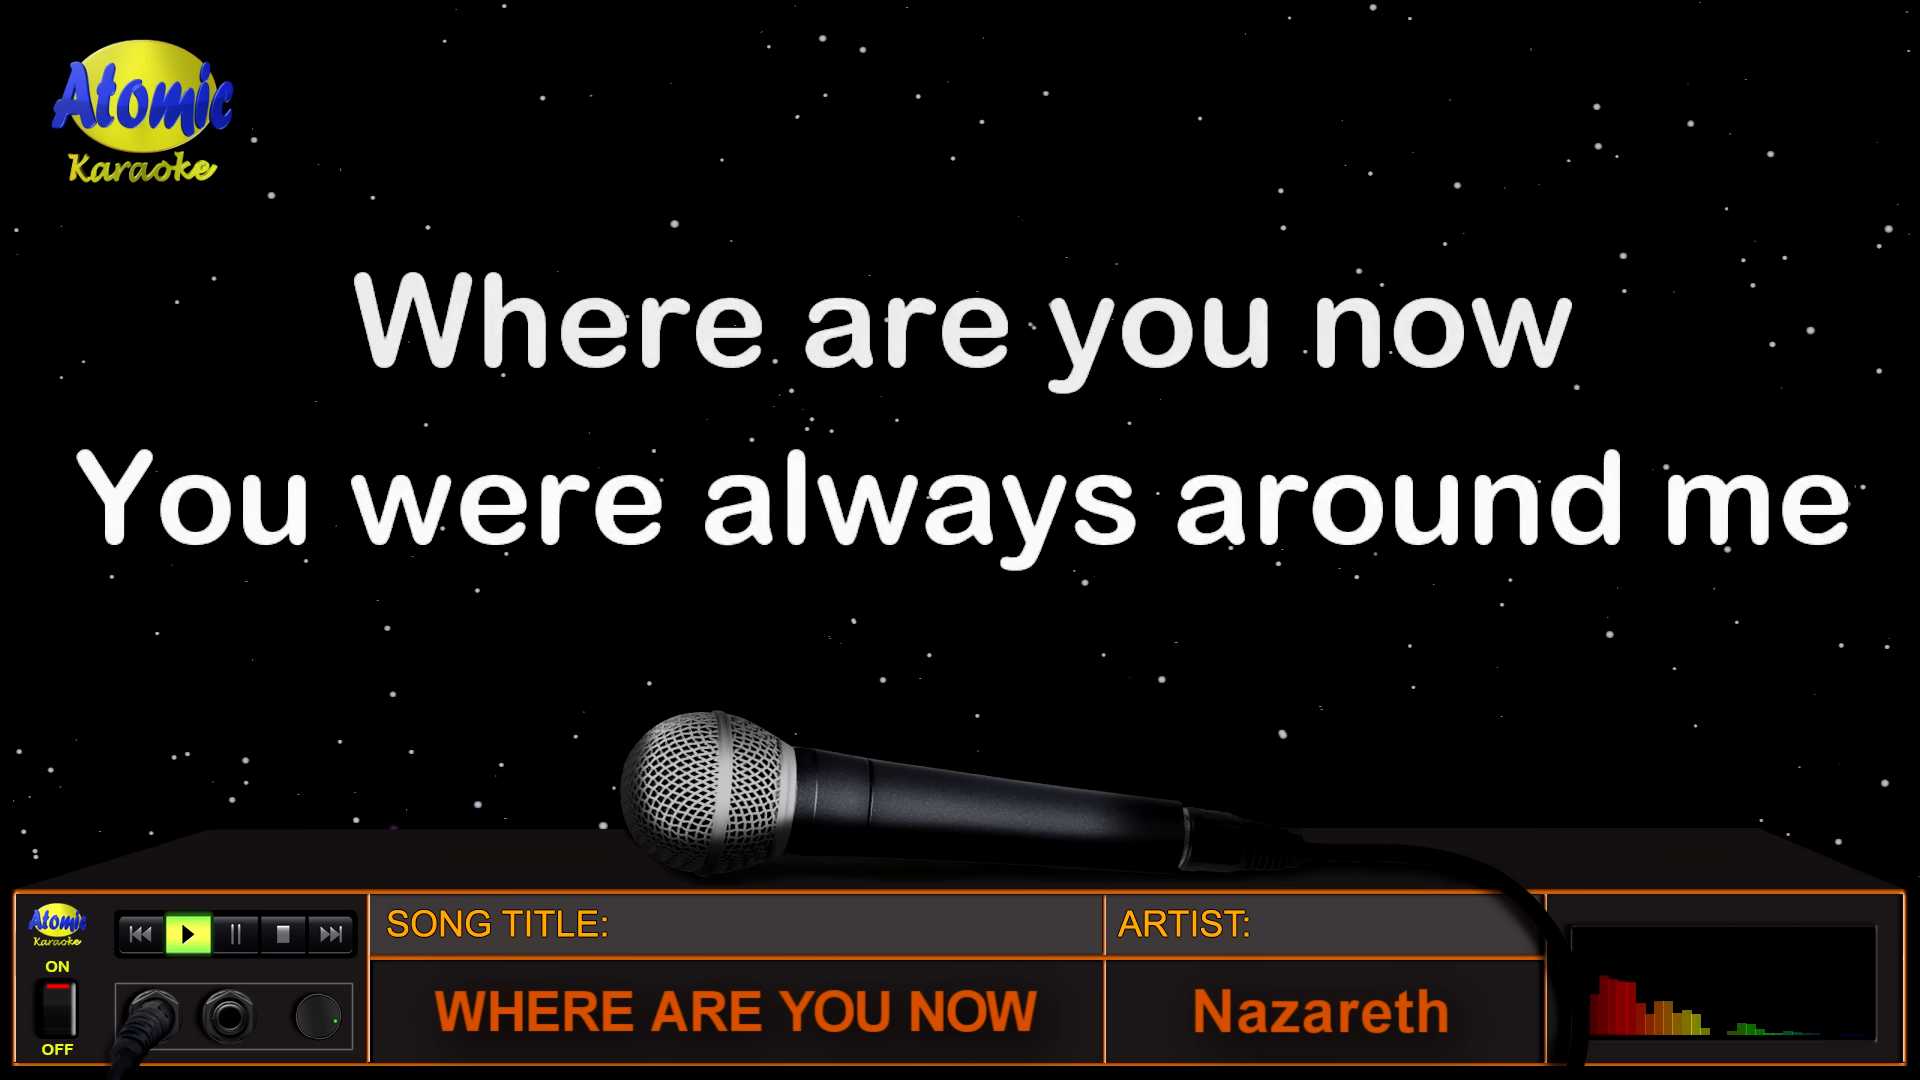 Atomic
Karaoke
Where are you now
You were always around me
Atomic
Karaoke
ON
OFF
SONG TITLE:
ARTIST:
WHERE ARE YOU NOW
Nazareth